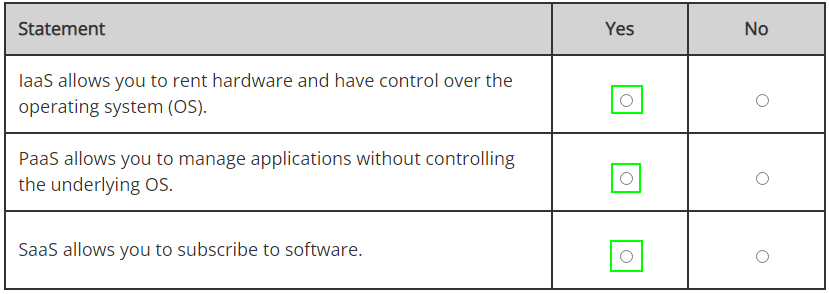 Statement Yes No
IaaS allows you to rent hardware and have control over the
operating system (OS).
PaaS allows you to manage applications without controlling
the underlying OS.
SaaS allows you to subscribe to software.